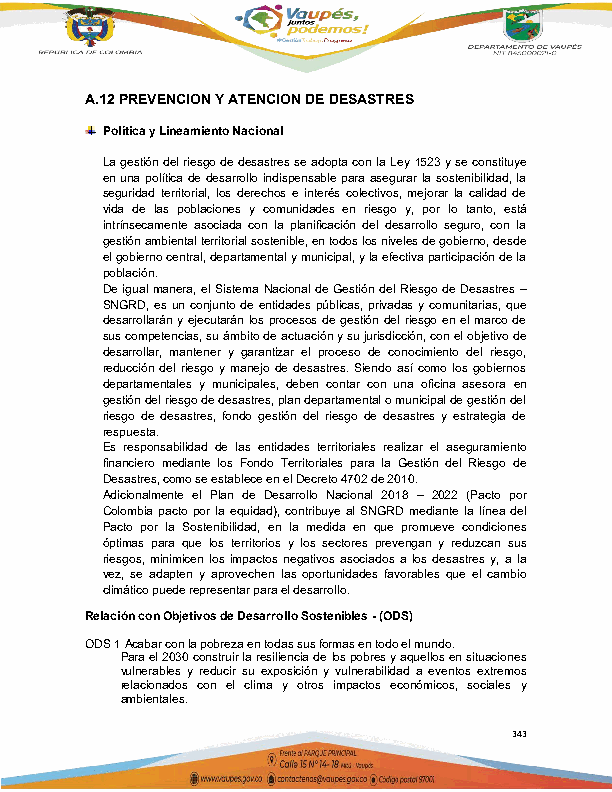 Vaupés,
juntos
podemos!
REPUBLICA DE COLOMBIA
DEPARTAMENTO DE VAUPÉS
A.12 PREVENCION Y ATENCION DE DESASTRES
Política y Lineamiento Nacional
La gestión del riesgo de desastres se adopta con la Ley 1523 y se constituye
en una política de desarrollo indispensable para asegurar la sostenibilidad, la
seguridad territorial, los derechos e interés colectivos, mejorar la calidad de
vida de las poblaciones y comunidades en riesgo y, por lo tanto, está
intrínsecamente asociada con la planificación del desarrollo seguro, con la
gestión ambiental territorial sostenible, en todos los niveles de gobierno, desde
el gobierno central, departamental y municipal, y la efectiva participación de la
población.
De igual manera, el Sistema Nacional de Gestión del Riesgo de Desastres –
SNGRD, es un conjunto de entidades públicas, privadas y comunitarias, que
desarrollarán y ejecutarán los procesos de gestión del riesgo en el marco de
sus competencias, su ámbito de actuación y su jurisdicción, con el objetivo de
desarrollar, mantener y garantizar el proceso de conocimiento del riesgo,
reducción del riesgo y manejo de desastres. Siendo así como los gobiernos
departamentales y municipales, deben contar con una oficina asesora en
gestión del riesgo de desastres, plan departamental o municipal de gestión del
riesgo de desastres, fondo gestión del riesgo de desastres y estrategia de
respuesta.
Es responsabilidad de las entidades territoriales realizar el aseguramiento
financiero mediante los Fondo Territoriales para la Gestión del Riesgo de
Desastres, como se establece en el Decreto 4702 de 2010.
Adicionalmente el Plan de Desarrollo Nacional 2018 – 2022 (Pacto por
Colombia pacto por la equidad), contribuye al SNGRD mediante la línea del
Pacto por la Sostenibilidad, en la medida en que promueve condiciones
óptimas para que los territorios y los sectores prevengan y reduzcan sus
riesgos, minimicen los impactos negativos asociados a los desastres y, a la
vez, se adapten y aprovechen las oportunidades favorables que el cambio
climático puede representar para el desarrollo.
Relación con Objetivos de Desarrollo Sostenibles - (ODS)
ODS 1 Acabar con la pobreza en todas sus formas en todo el mundo.
Para el 2030 construir la resiliencia de los pobres y aquellos en situaciones
vulnerables y reducir su exposición y vulnerabilidad a eventos extremos
relacionados con el clima y otros impactos económicos, sociales y
ambientales.
343
Frente al PARQUE PRINCIPAL
Calle 15 Nº 14- 18 Mitú - Vaupés
www.vaupes.gov.co contactenos@vaupes.gov.co Código postal 97001